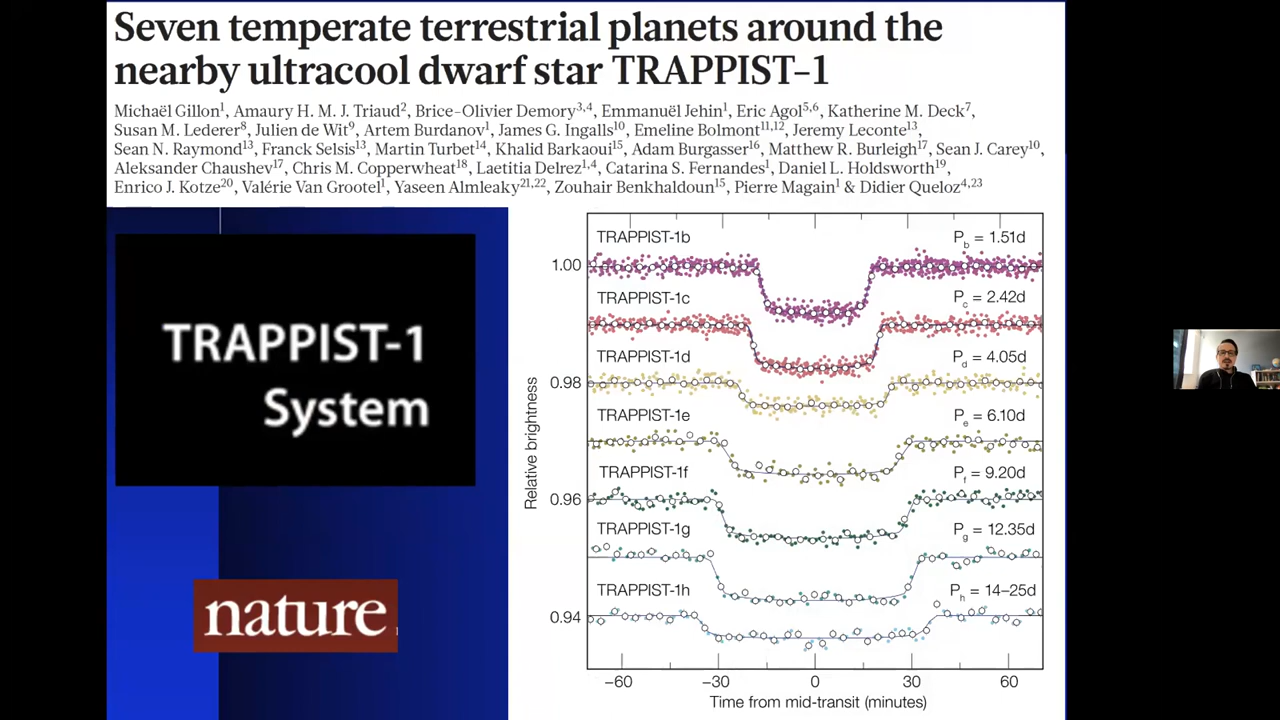 Seven temperate terrestrial planets around the
nearby ultracool dwarf star TRAPPIST–1
Michaël Gillon1, Amaury H. M. J. Triaud2, Brice–Olivier Demory3,4, Emmanuël Jehin1, Eric Agol5,6, Katherine M. Deck7,
Susan M. Lederer8, Julien de Wit9, Artem Burdanov1, James G. Ingalls10, Emeline Bolmont11,12, Jeremy Leconte13,
Sean N. Raymond13, Franck Selsis13, Martin Turbet14, Khalid Barkaoui15, Adam Burgasser16, Matthew R. Burleigh17, Sean J. Carey10,
Aleksander Chaushev17, Chris M. Copperwheat18, Laetitia Delrez1,4, Catarina S. Fernandes1, Daniel L. Holdsworth19,
Enrico J. Kotze20, Valérie Van Grootel1, Yaseen Almleaky21,22, Zouhair Benkhaldoun15, Pierre Magain1 & Didier Queloz4,23
TRAPPIST-1
System
nature
TRAPPIST-1b Pb = 1.51d
1.00
TRAPPIST-1c Pc = 2.42d
TRAPPIST-1d Pd = 4.05d
0.98
TRAPPIST-1e Pe = 6.10d
TRAPPIST-1f Pf = 9.20d
0.96
TRAPPIST-1g Pg = 12.35d
TRAPPIST-1h Ph = 14–25d
0.94
Relative brightness
−60 −30 0 30 60
Time from mid-transit (minutes)